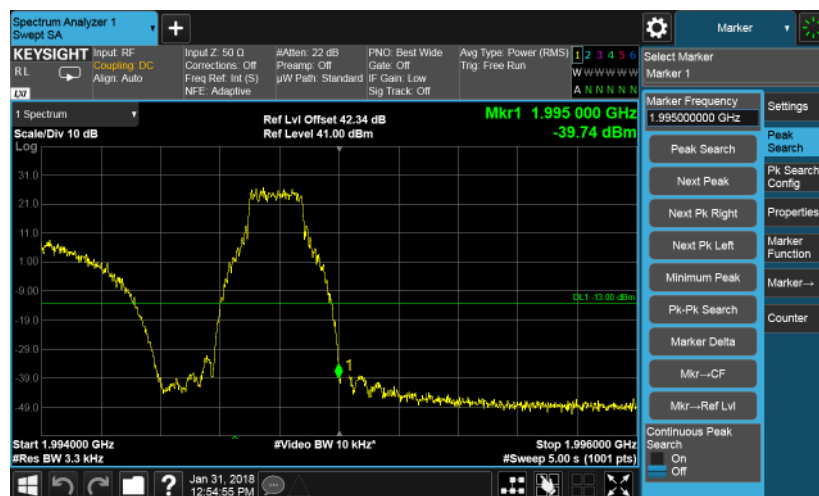 Spectrum Analyzer 1
Swept SA
Marker
KEYSIGHT
RL
LXI
Input: RF
Coupling: DC
Align: Auto
Input Z: 50 Ω
Corrections: Off
Freq Ref: Int (S)
NFE: Adaptive
#Atten: 22 dB
Preamp: Off
µW Path: Standard
PNO: Best Wide
Gate: Off
IF Gain: Low
Sig Track: Off
Avg Type: Power (RMS)
Trig: Free Run
1 2 3 4 5 6
W W W W W W
A N N N N N
Select Marker
Marker 1
1 Spectrum
Scale/Div 10 dB
Log
Ref Lvl Offset 42.34 dB
Ref Level 41.00 dBm
Mkr1 1.995 000 GHz
-39.74 dBm
31.0
21.0
11.0
1.00
-9.00
-19.0
-29.0
-39.0
-49.0
DL1 -13.00 dBm
1
Start 1.994000 GHz
#Res BW 3.3 kHz
#Video BW 10 kHz*
Stop 1.996000 GHz
#Sweep 5.00 s (1001 pts)
Marker Frequency
1.995000000 GHz
Peak Search
Next Peak
Next Pk Right
Next Pk Left
Minimum Peak
Pk-Pk Search
Marker Delta
Mkr→CF
Mkr→Ref Lvl
Continuous Peak
Search
On
Off
Settings
Peak
Search
Pk Search
Config
Properties
Marker
Function
Marker→
Counter
?
Jan 31, 2018
12:54:55 PM